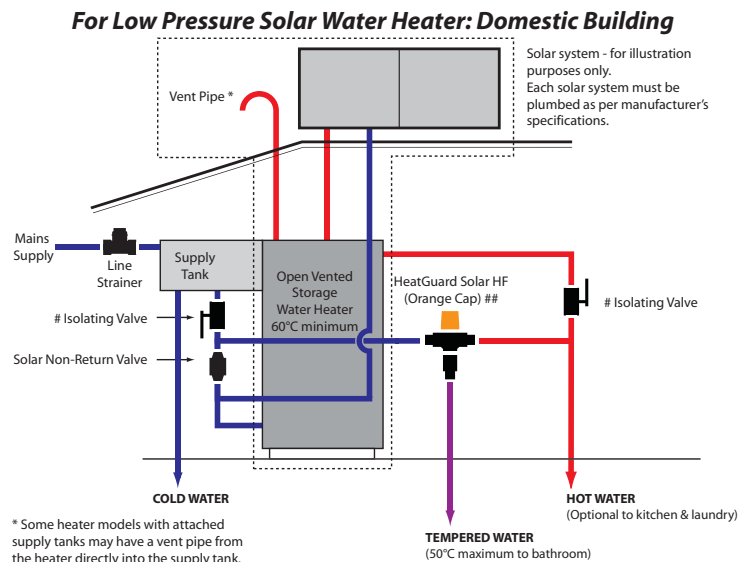 For Low Pressure Solar Water Heater: Domestic Building
Solar system - for illustration
purposes only.
Each solar system must be
plumbed as per manufacturer's
specifications.
Vent Pipe *
Mains
Supply
Line
Strainer
Supply
Tank
Open Vented
Storage
Water Heater
60°C minimum
HeatGuard Solar HF
(Orange Cap) ##
# Isolating Valve
# Isolating Valve
Solar Non-Return Valve
COLD WATER
HOT WATER
(Optional to kitchen & laundry)
TEMPERED WATER
(50°C maximum to bathroom)
* Some heater models with attached
supply tanks may have a vent pipe from
the heater directly into the supply tank.